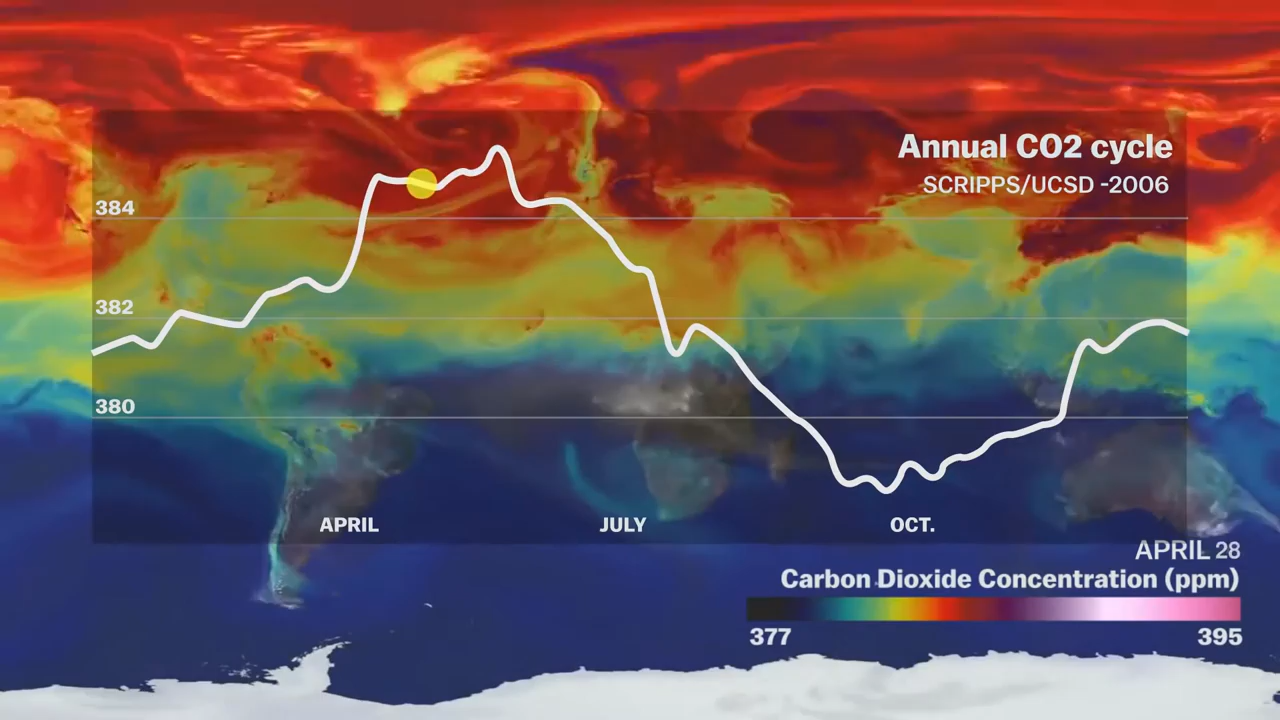 Annual CO2 cycle
SCRIPPS/UCSD -2006
384
382
380
APRIL
JULY
OCT.
APRIL 28
Carbon Dioxide Concentration (ppm)
377
395